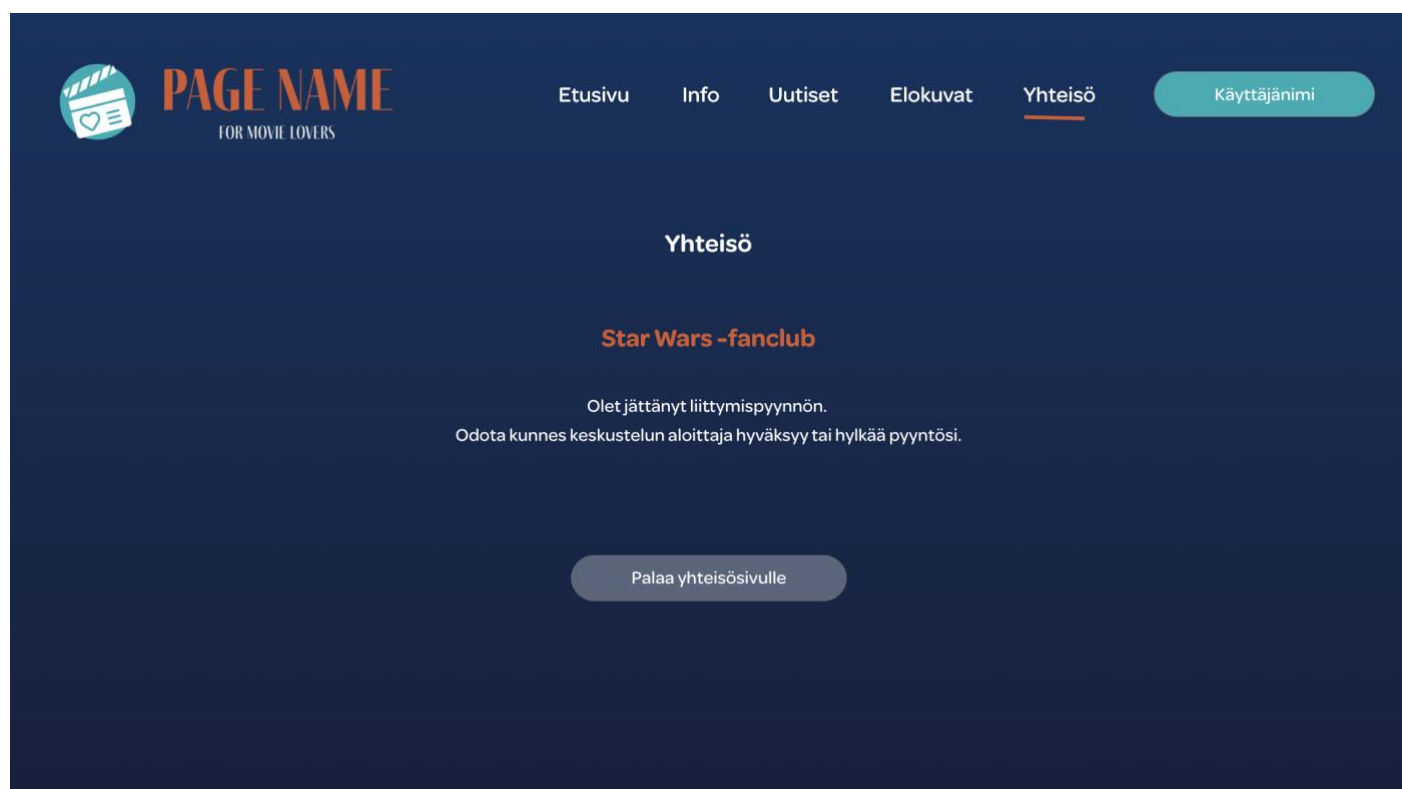 PAGE NAME
FOR MOVIE LOVERS
Etusivu Info Uutiset Elokuvat Yhteisö Käyttäjänimi
Yhteisö
Star Wars -fanclub
Olet jättänyt liittymispyynnön.
Odota kunnes keskustelun aloittaja hyväksyy tai hylkää pyyntösi.
Palaa yhteisösivulle